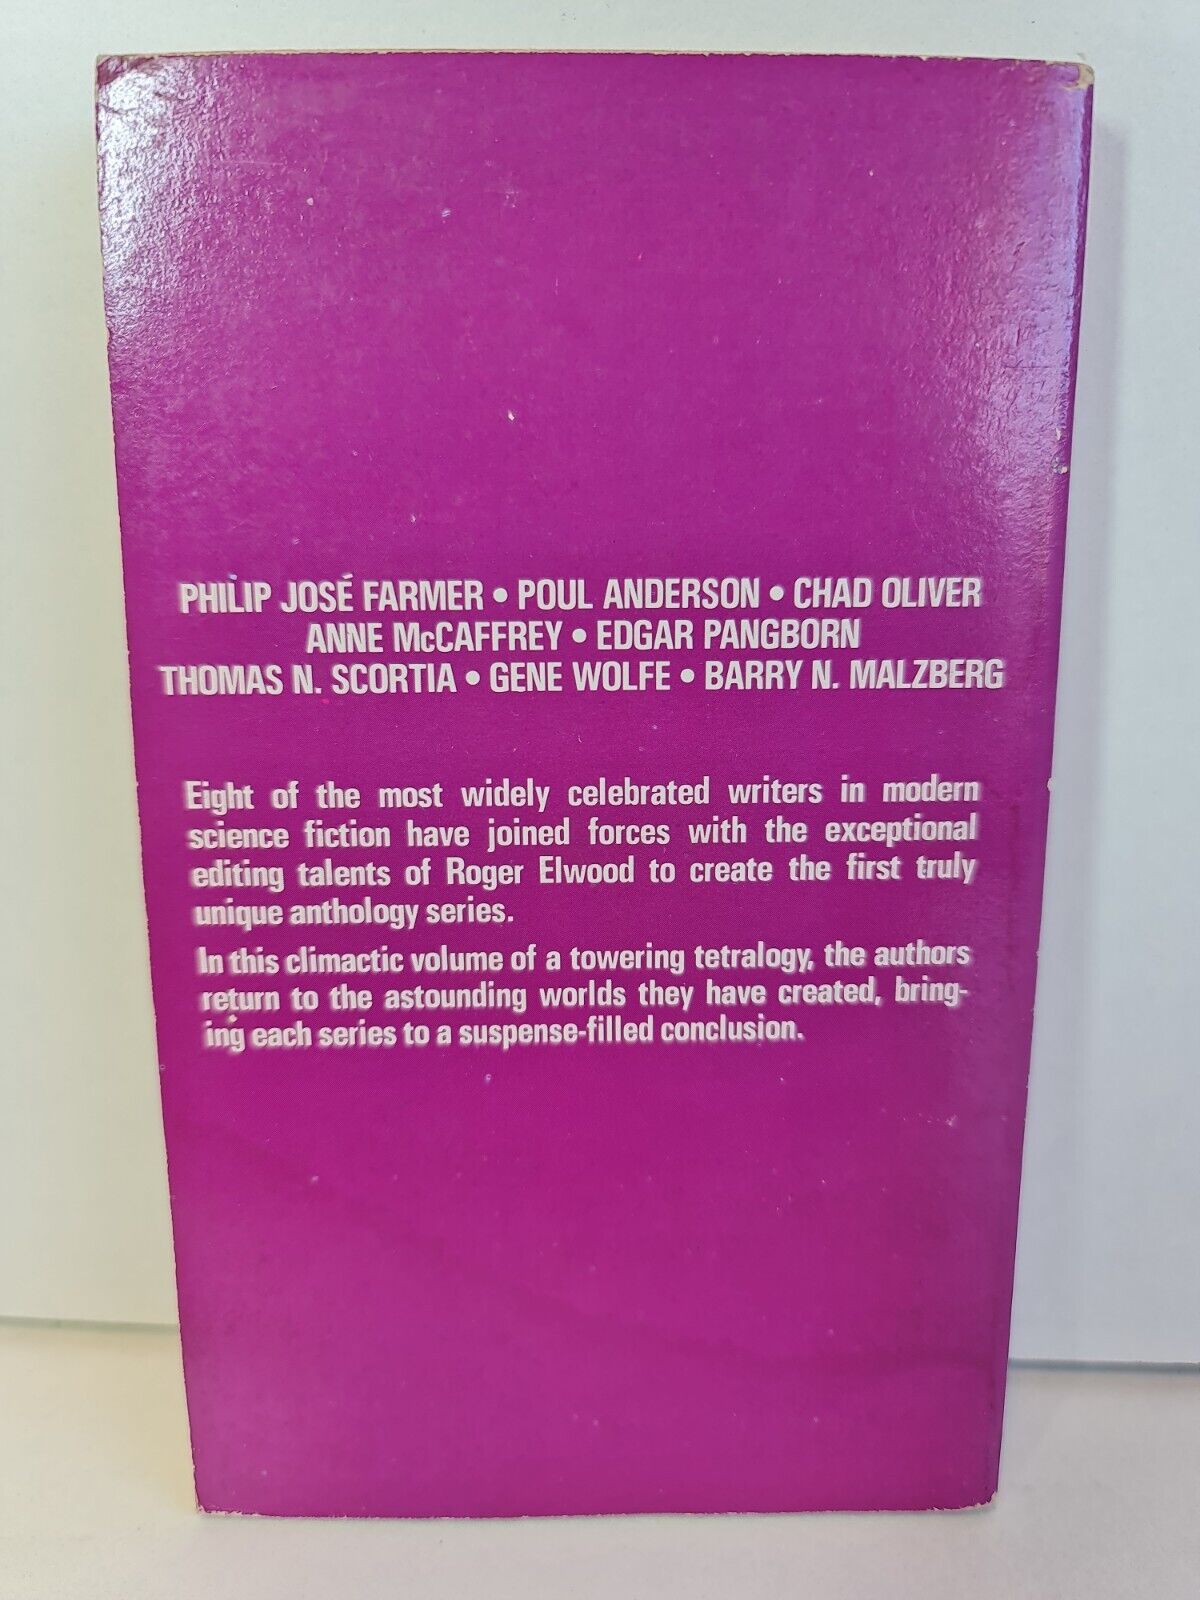 PHILIP JOSÉ FARMER • POUL ANDERSON • CHAD OLIVER
ANNE McCAFFREY • EDGAR PANGBORN
THOMAS N. SCORTIA • GENE WOLFE • BARRY N. MALZBERG
Eight of the most widely celebrated writers in modern
science fiction have joined forces with the exceptional
editing talents of Roger Elwood to create the first truly
unique anthology series.
In this climactic volume of a towering tetralogy, the authors
return to the astounding worlds they have created, bring-
ing each series to a suspense-filled conclusion.